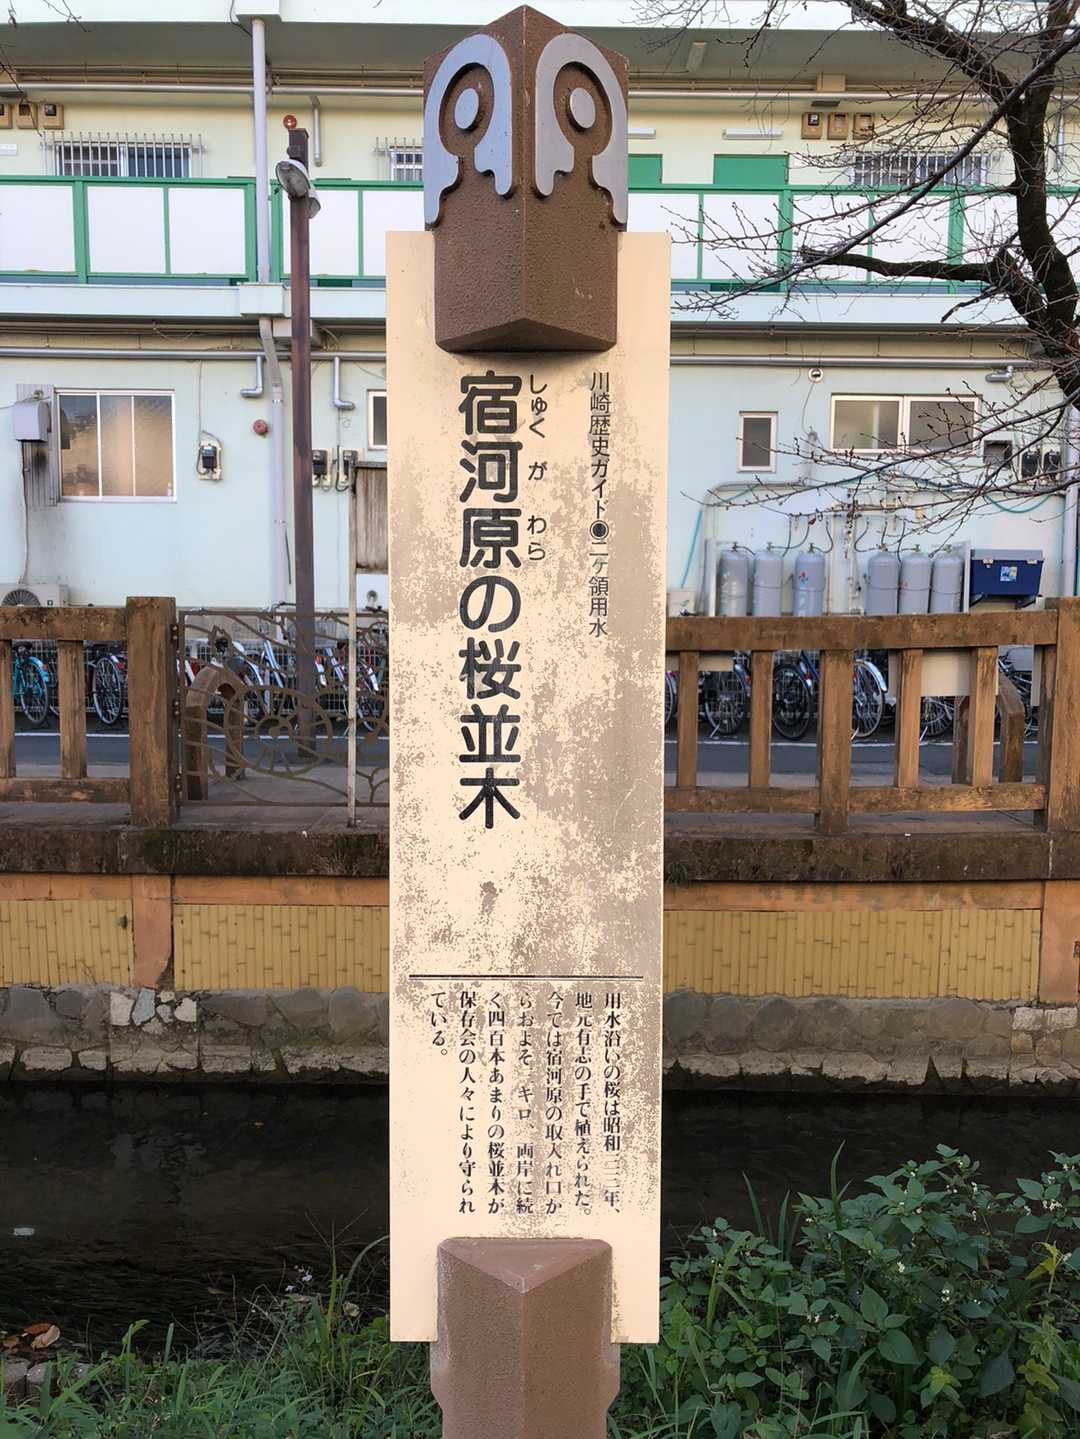 川崎歴史ガイド◉二ヶ領用水
しゅくがわら
宿河原の桜並木
用水沿いの桜は昭和三三年、
地元有志の手で植えられた。
今では宿河原の取入れ口か
らおよそ キロ、両岸に続
く四百本あまりの桜並木が
保存会の人々により守られ
ている。